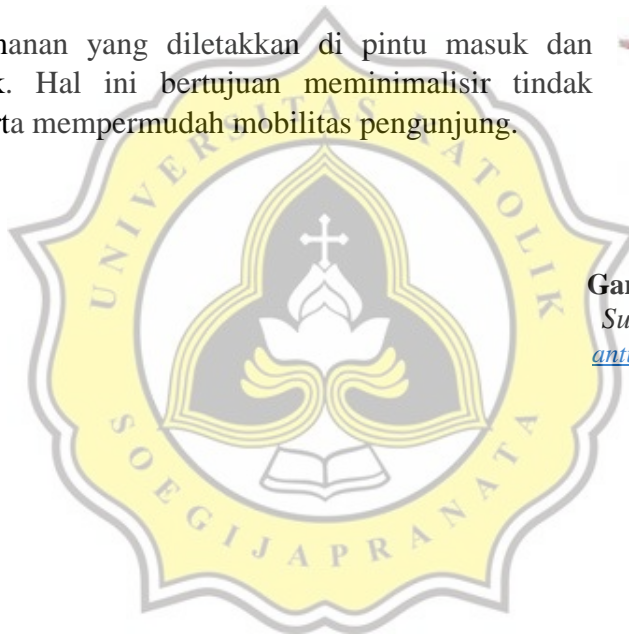 hanan yang diletakkan di pintu masuk dan
k. Hal ini bertujuan meminimalisir tindak
rta mempermudah mobilitas pengunjung.
UNIVERSITAS KATOLIK
Gar
Su
ant
SOEGIJAPRANATA